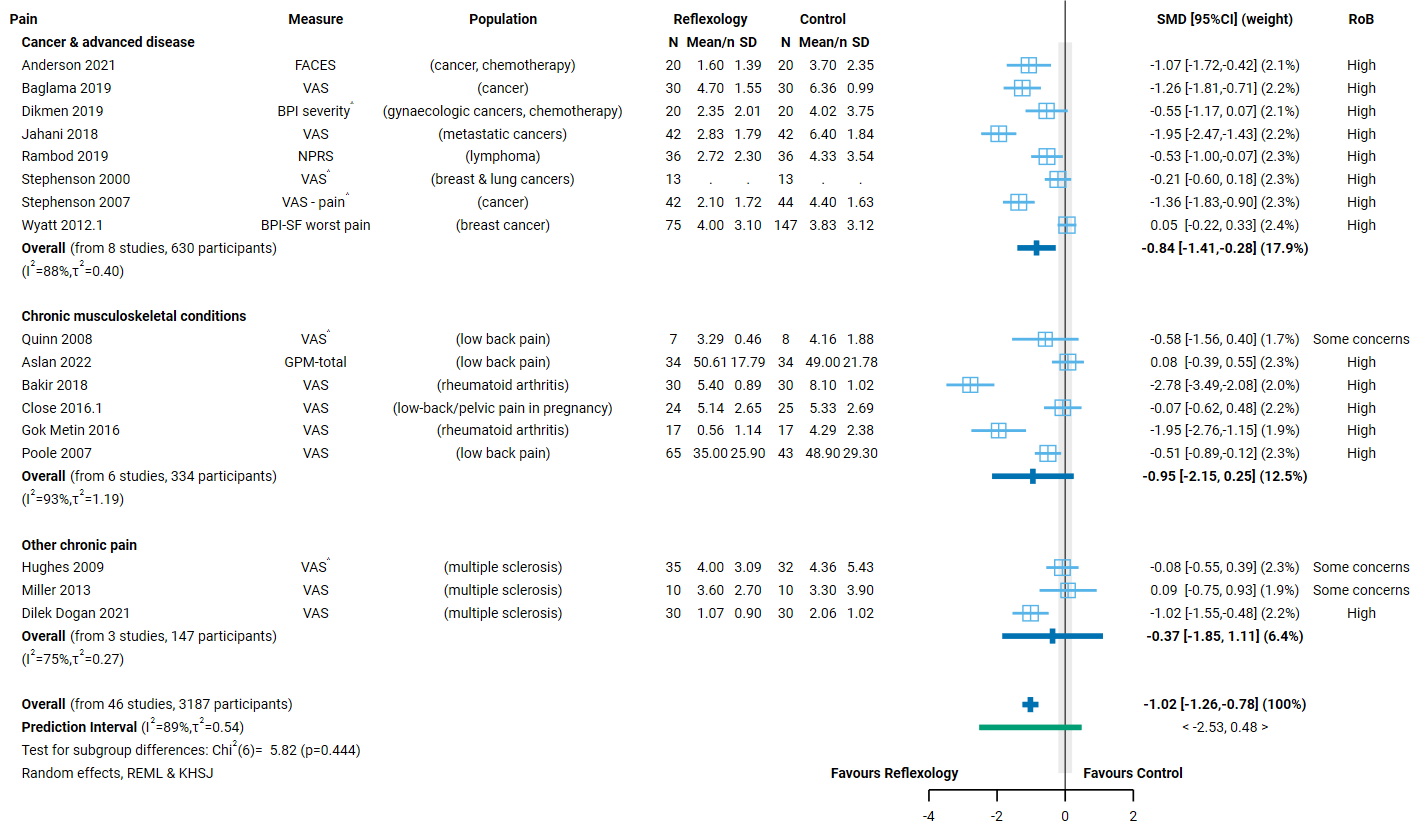 Pain Measure Population Reflexology Control SMD [95%CI] (weight) RoB
Cancer & advanced disease N Mean/n SD N Mean/n SD
Anderson 2021 FACES (cancer, chemotherapy) 20 1.60 1.39 20 3.70 2.35 -1.07 [-1.72,-0.42] (2.1%) High
Baglama 2019 VAS (cancer) 30 4.70 1.55 30 6.36 0.99 -1.26 [-1.81,-0.71] (2.2%) High
Dikmen 2019 BPI severity^ (gynaecologic cancers, chemotherapy) 20 2.35 2.01 20 4.02 3.75 -0.55 [-1.17, 0.07] (2.1%) High
Jahani 2018 VAS (metastatic cancers) 42 2.83 1.79 42 6.40 1.84 -1.95 [-2.47,-1.43] (2.2%) High
Rambod 2019 NPRS (lymphoma) 36 2.72 2.30 36 4.33 3.54 -0.53 [-1.00,-0.07] (2.3%) High
Stephenson 2000 VAS^ (breast & lung cancers) 13 . . 13 . . -0.21 [-0.60, 0.18] (2.3%) High
Stephenson 2007 VAS - pain^ (cancer) 42 2.10 1.72 44 4.40 1.63 -1.36 [-1.83,-0.90] (2.3%) High
Wyatt 2012.1 BPI-SF worst pain (breast cancer) 75 4.00 3.10 147 3.83 3.12 0.05 [-0.22, 0.33] (2.4%) High
Overall (from 8 studies, 630 participants) -0.84 [-1.41,-0.28] (17.9%)
(I²=88%,τ²=0.40)
Chronic musculoskeletal conditions
Quinn 2008 VAS^ (low back pain) 7 3.29 0.46 8 4.16 1.88 -0.58 [-1.56, 0.40] (1.7%) Some concerns
Aslan 2022 GPM-total (low back pain) 34 50.61 17.79 34 49.00 21.78 0.08 [-0.39, 0.55] (2.3%) High
Bakir 2018 VAS (rheumatoid arthritis) 30 5.40 0.89 30 8.10 1.02 -2.78 [-3.49,-2.08] (2.0%) High
Close 2016.1 VAS (low-back/pelvic pain in pregnancy) 24 5.14 2.65 25 5.33 2.69 -0.07 [-0.62, 0.48] (2.2%) High
Gok Metin 2016 VAS (rheumatoid arthritis) 17 0.56 1.14 17 4.29 2.38 -1.95 [-2.76,-1.15] (1.9%) High
Poole 2007 VAS (low back pain) 65 35.00 25.90 43 48.90 29.30 -0.51 [-0.89,-0.12] (2.3%) High
Overall (from 6 studies, 334 participants) -0.95 [-2.15, 0.25] (12.5%)
(I²=93%,τ²=1.19)
Other chronic pain
Hughes 2009 VAS^ (multiple sclerosis) 35 4.00 3.09 32 4.36 5.43 -0.08 [-0.55, 0.39] (2.3%) Some concerns
Miller 2013 VAS (multiple sclerosis) 10 3.60 2.70 10 3.30 3.90 0.09 [-0.75, 0.93] (1.9%) Some concerns
Dilek Dogan 2021 VAS (multiple sclerosis) 30 1.07 0.90 30 2.06 1.02 -1.02 [-1.55,-0.48] (2.2%) High
Overall (from 3 studies, 147 participants) -0.37 [-1.85, 1.11] (6.4%)
(I²=75%,τ²=0.27)
Overall (from 46 studies, 3187 participants) -1.02 [-1.26,-0.78] (100%)
Prediction Interval (I²=89%,τ²=0.54) < -2.53, 0.48 >
Test for subgroup differences: Chi²(6)= 5.82 (p=0.444)
Random effects, REML & KHSJ Favours Reflexology Favours Control
-4 -2 0 2